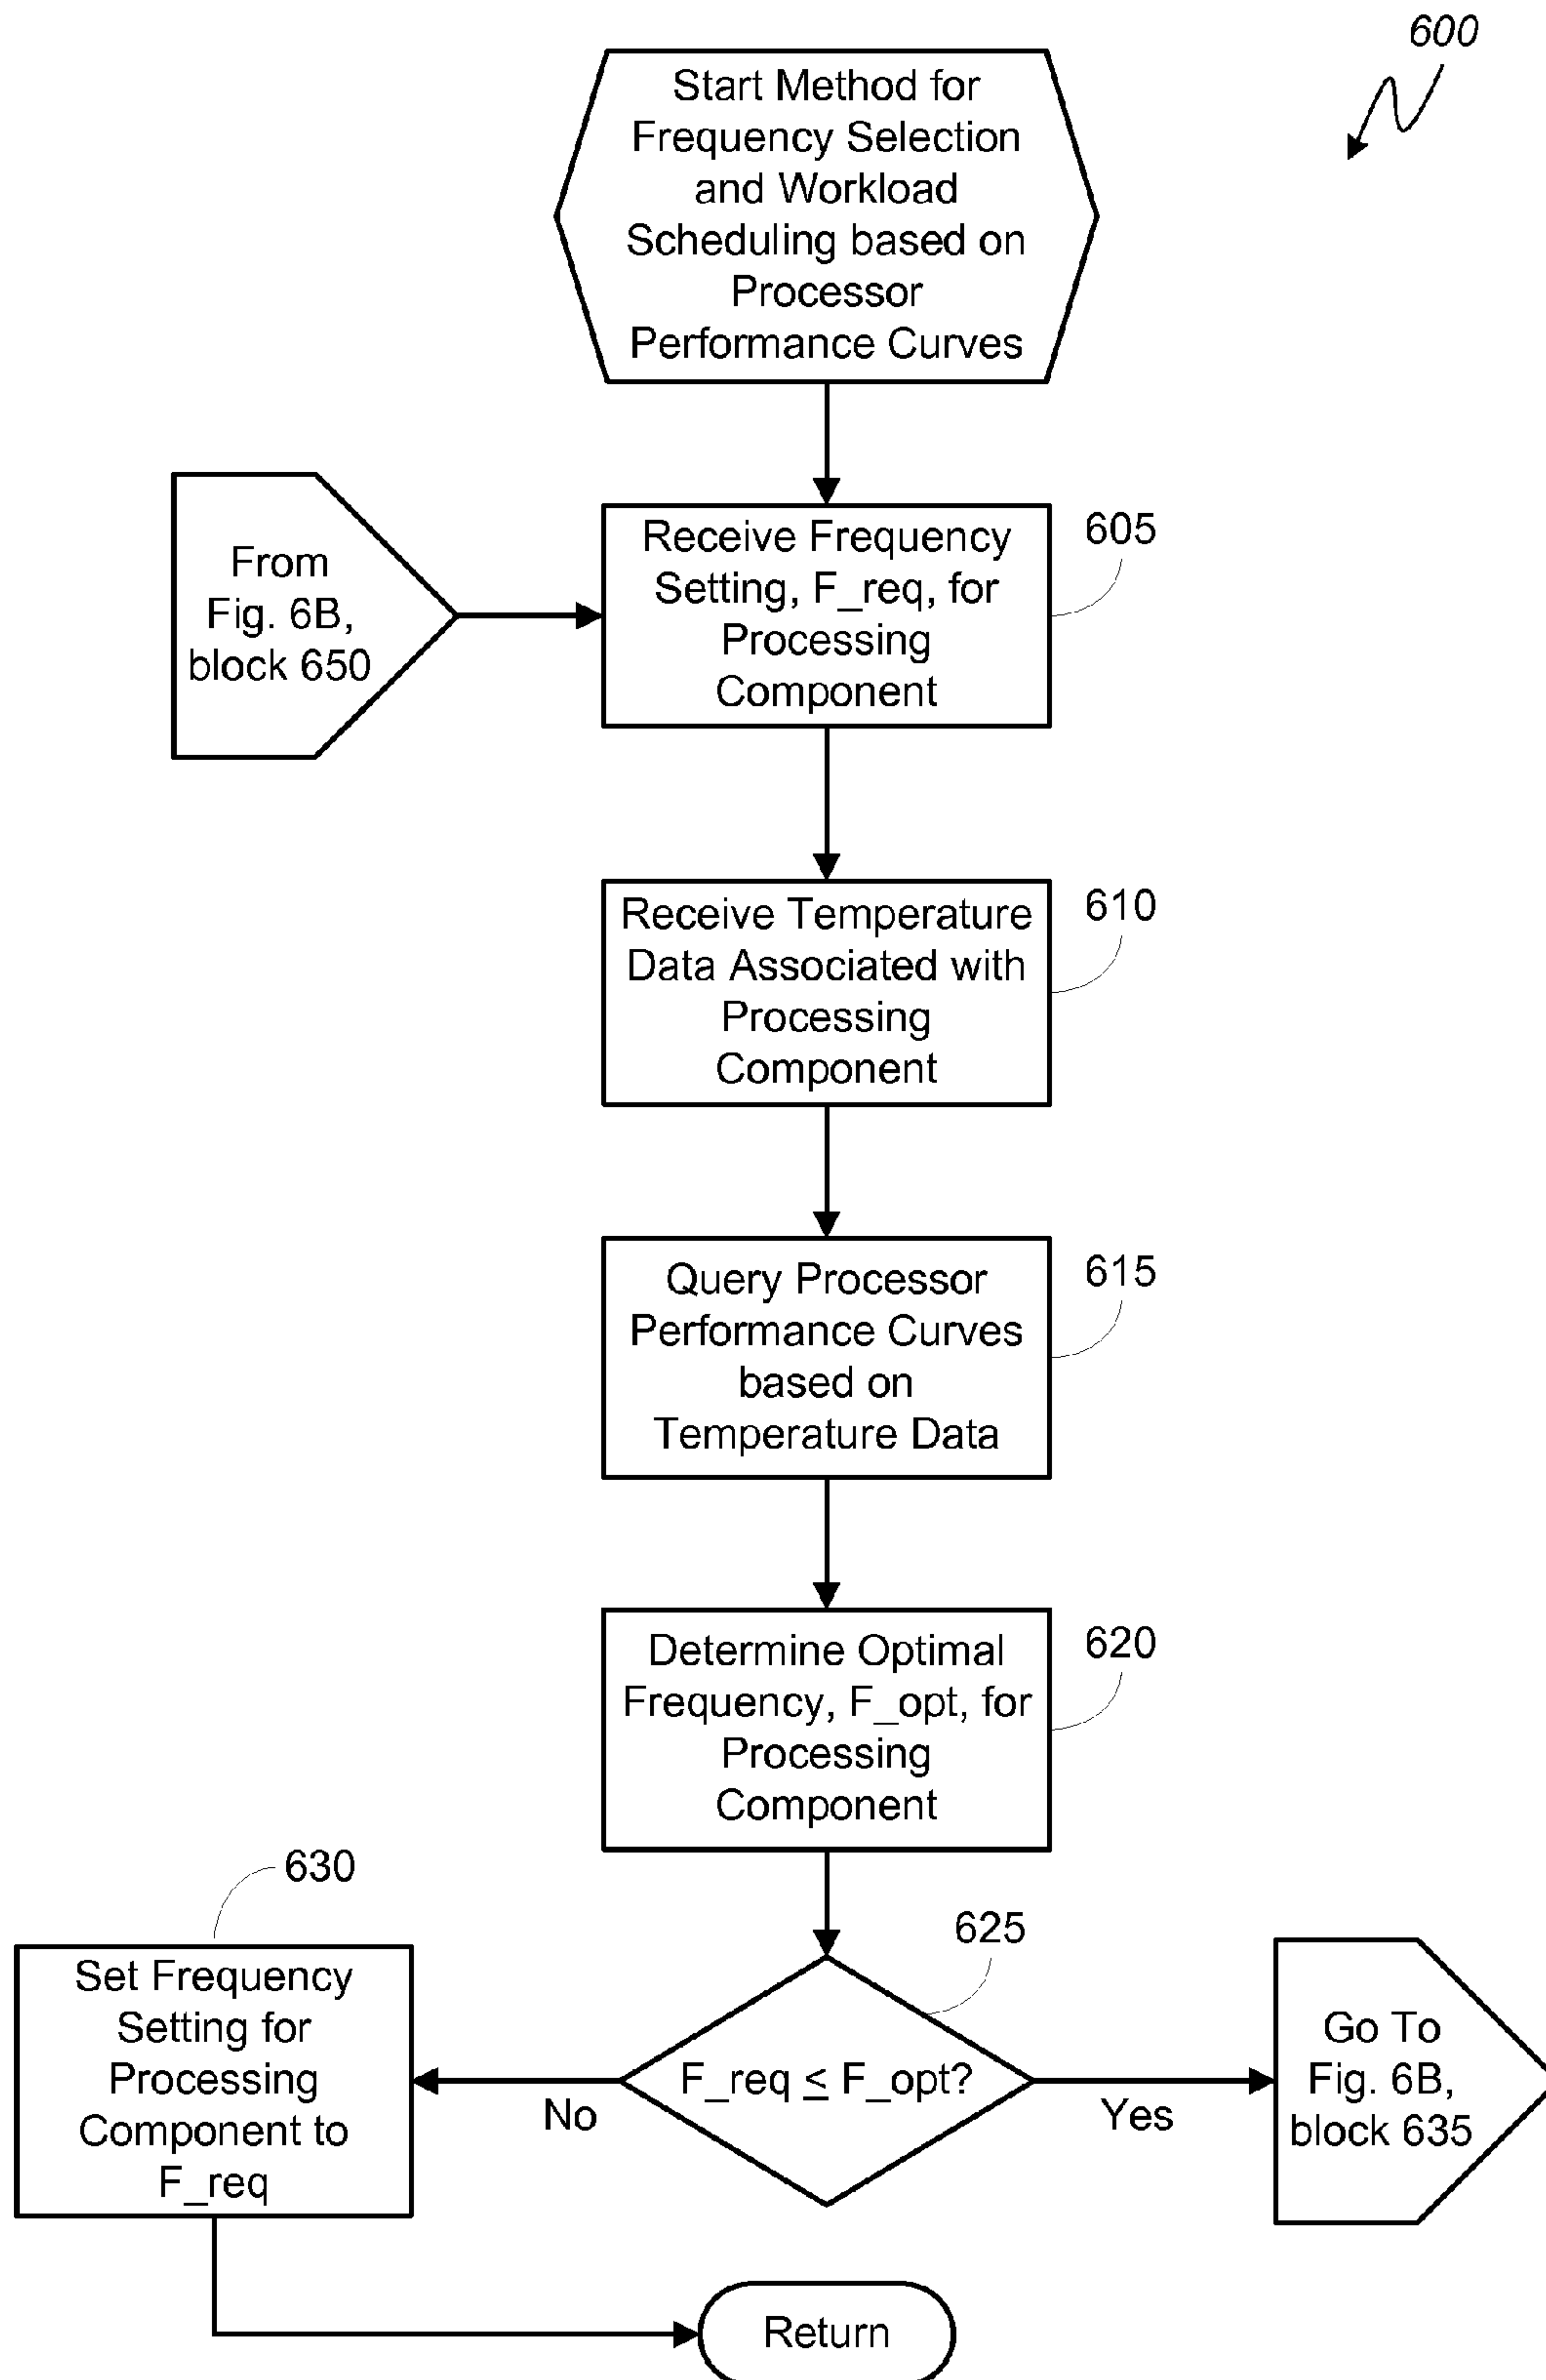 600
Start Method for
Frequency Selection
and Workload
Scheduling based on
Processor
Performance Curves
From
Fig. 6B,
block 650
Receive Frequency
Setting, F_req, for
Processing
Component
605
Receive Temperature
Data Associated with
Processing
Component
610
Query Processor
Performance Curves
based on
Temperature Data
615
Determine Optimal
Frequency, F_opt, for
Processing
Component
620
630
Set Frequency
Setting for
Processing
Component to
F_req
625
F_req ≤ F_opt?
No
Yes
Go To
Fig. 6B,
block 635
Return